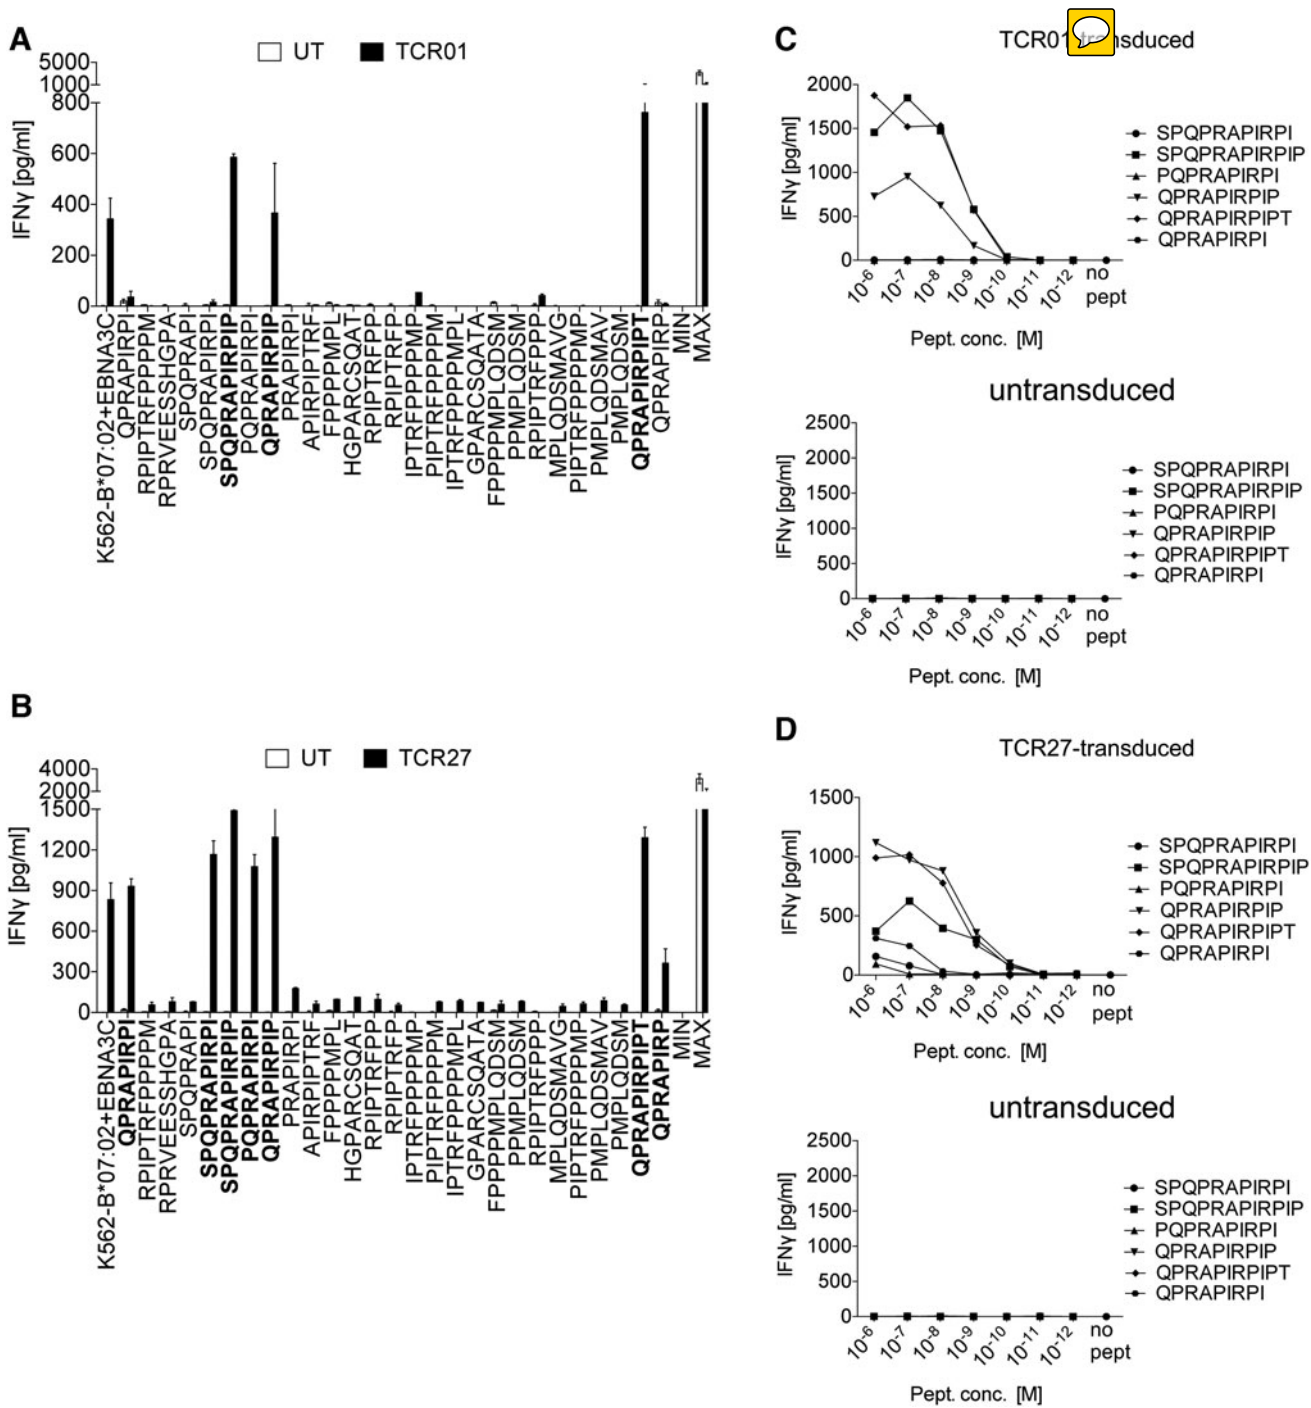 A
UT TCR01
5000
1000
800
600
400
200
0
IFNγ [pg/ml]
K562-B*07:02+EBNA3C
QPRAPIRPI
RPIPTRFPPPPM
RPRVEESSHGPA
SPQPRAPI
SPQPRAPIRPI
SPQPRAPIRPIP
PQPRAPIRPI
QPRAPIRPIP
PRAPIRPI
APIRPIPTRF
FPPPPMPL
HGPARCSQAT
RPIPTRFPP
RPIPTRFP
IPTRFPPPPMP
PIPTRFPPPPM
IPTRFPPPPMPL
GPARCSQATA
FPPPPMPLQDSM
PPMPLQDSM
RPIPTRFPPP
MPLQDSMAVG
PIPTRFPPPPMP
PMPLQDSMAV
PMPLQDSM
QPRAPIRPIPT
QPRAPIRP
MIN
MAX
B
UT TCR27
4000
2000
1500
1200
900
600
300
0
IFNγ [pg/ml]
K562-B*07:02+EBNA3C
QPRAPIRPI
RPIPTRFPPPPM
RPRVEESSHGPA
SPQPRAPI
SPQPRAPIRPI
SPQPRAPIRPIP
PQPRAPIRPI
QPRAPIRPIP
PRAPIRPI
APIRPIPTRF
FPPPPMPL
HGPARCSQAT
RPIPTRFPP
RPIPTRFP
IPTRFPPPPMP
PIPTRFPPPPM
IPTRFPPPPMPL
GPARCSQATA
FPPPPMPLQDSM
PPMPLQDSM
RPIPTRFPPP
MPLQDSMAVG
PIPTRFPPPPMP
PMPLQDSMAV
PMPLQDSM
QPRAPIRPIPT
QPRAPIRP
MIN
MAX
C
TCR01-transduced
2000
1500
1000
500
0
IFNγ [pg/ml]
10-6 10-7 10-8 10-9 10-10 10-11 10-12 no pept
Pept. conc. [M]
SPQPRAPIRPI
SPQPRAPIRPIP
PQPRAPIRPI
QPRAPIRPIP
QPRAPIRPIPT
QPRAPIRPI
untransduced
2500
2000
1500
1000
500
0
IFNγ [pg/ml]
10-6 10-7 10-8 10-9 10-10 10-11 10-12 no pept
Pept. conc. [M]
SPQPRAPIRPI
SPQPRAPIRPIP
PQPRAPIRPI
QPRAPIRPIP
QPRAPIRPIPT
QPRAPIRPI
D
TCR27-transduced
1500
1000
500
0
IFNγ [pg/ml]
10-6 10-7 10-8 10-9 10-10 10-11 10-12 no pept
Pept. conc. [M]
SPQPRAPIRPI
SPQPRAPIRPIP
PQPRAPIRPI
QPRAPIRPIP
QPRAPIRPIPT
QPRAPIRPI
untransduced
2500
2000
1500
1000
500
0
IFNγ [pg/ml]
10-6 10-7 10-8 10-9 10-10 10-11 10-12 no pept
Pept. conc. [M]
SPQPRAPIRPI
SPQPRAPIRPIP
PQPRAPIRPI
QPRAPIRPIP
QPRAPIRPIPT
QPRAPIRPI